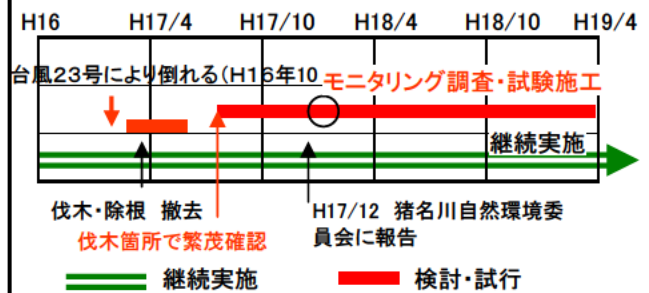 H16 H17/4 H17/10 H18/4 H18/10 H19/4
台風23号により倒れる(H16年10
モニタリング調査・試験施工
継続実施
伐木・除根 撤去
H17/12 猪名川自然環境委
員会に報告
伐木箇所で繁茂確認
継続実施 検討・試行